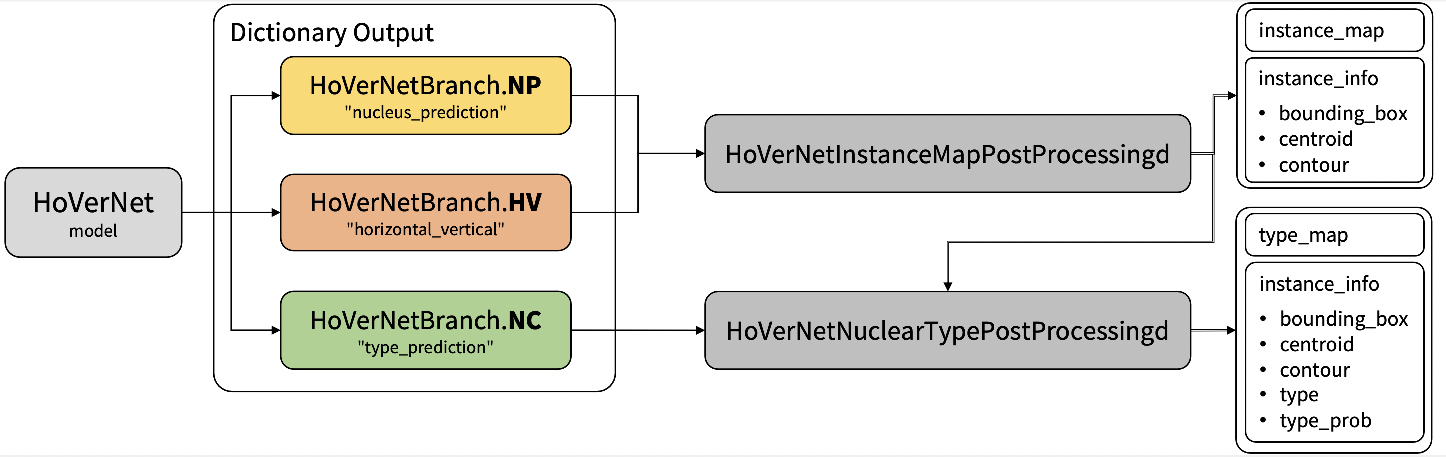 Dictionary Output
HoVerNetBranch.NP
"nucleus_prediction"
HoVerNet
model
HoVerNetBranch.HV
"horizontal_vertical"
HoVerNetBranch.NC
"type_prediction"
HoVerNetInstanceMapPostProcessingd
HoVerNetNuclearTypePostProcessingd
instance_map
instance_info
• bounding_box
• centroid
• contour
type_map
instance_info
• bounding_box
• centroid
• contour
• type
• type_prob